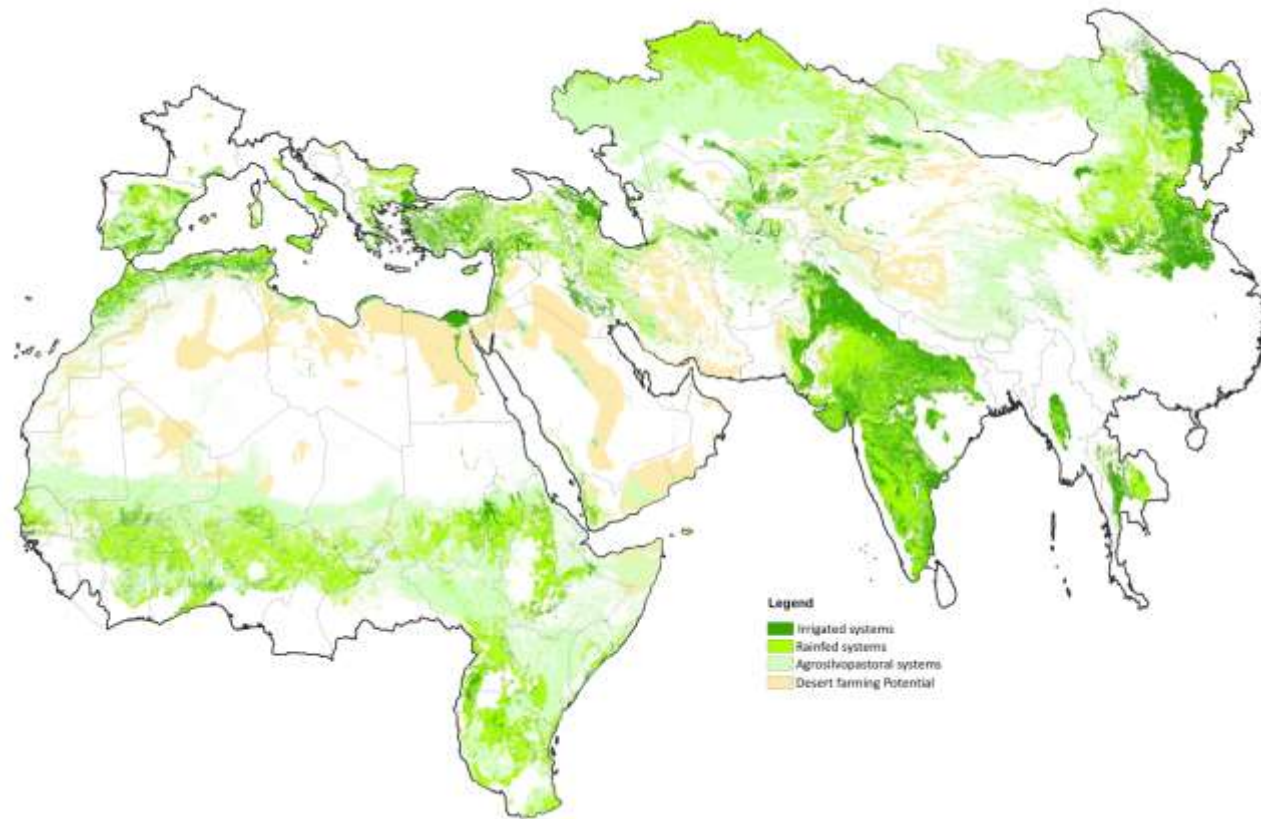 Legend
Irrigated systems
Rainfed systems
Agrosilvopastoral systems
Desert farming Potential